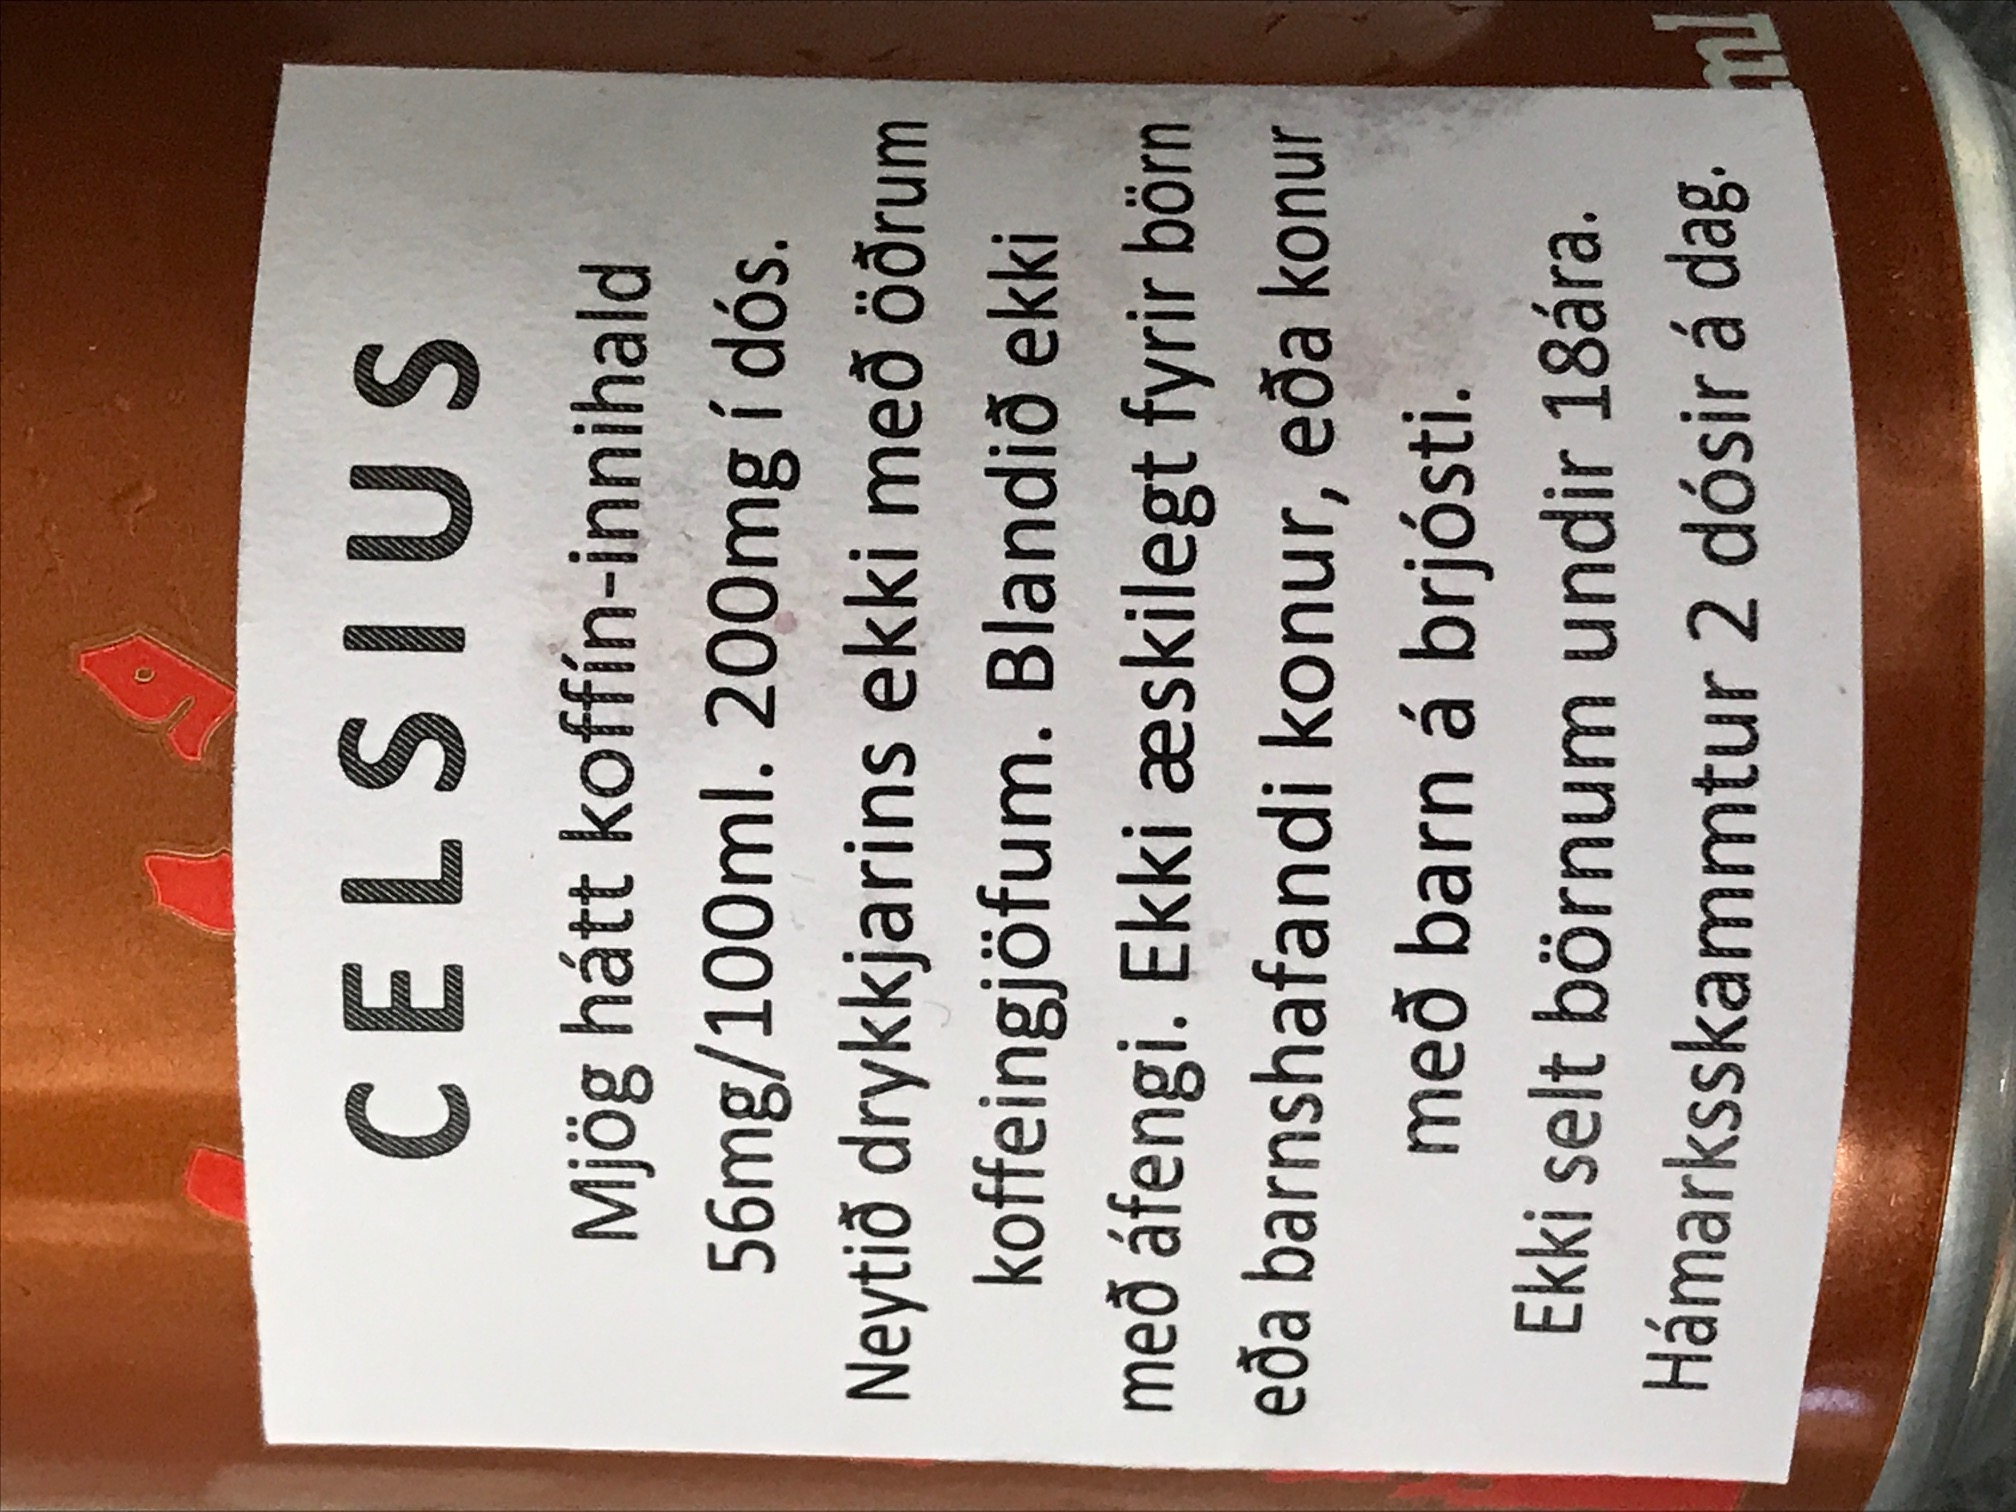 CELSIUS
Mjög hátt koffín-innihald
56mg/100ml. 200mg í dós.
Neytið drykkjarins ekki með öðrum
koffeingjöfum. Blandið ekki
með áfengi. Ekki æskilegt fyrir börn
eða barnshafandi konur, eða konur
með barn á brjósti.
Ekki selt börnum undir 18ára.
Hámarksskammtur 2 dósir á dag.
ml